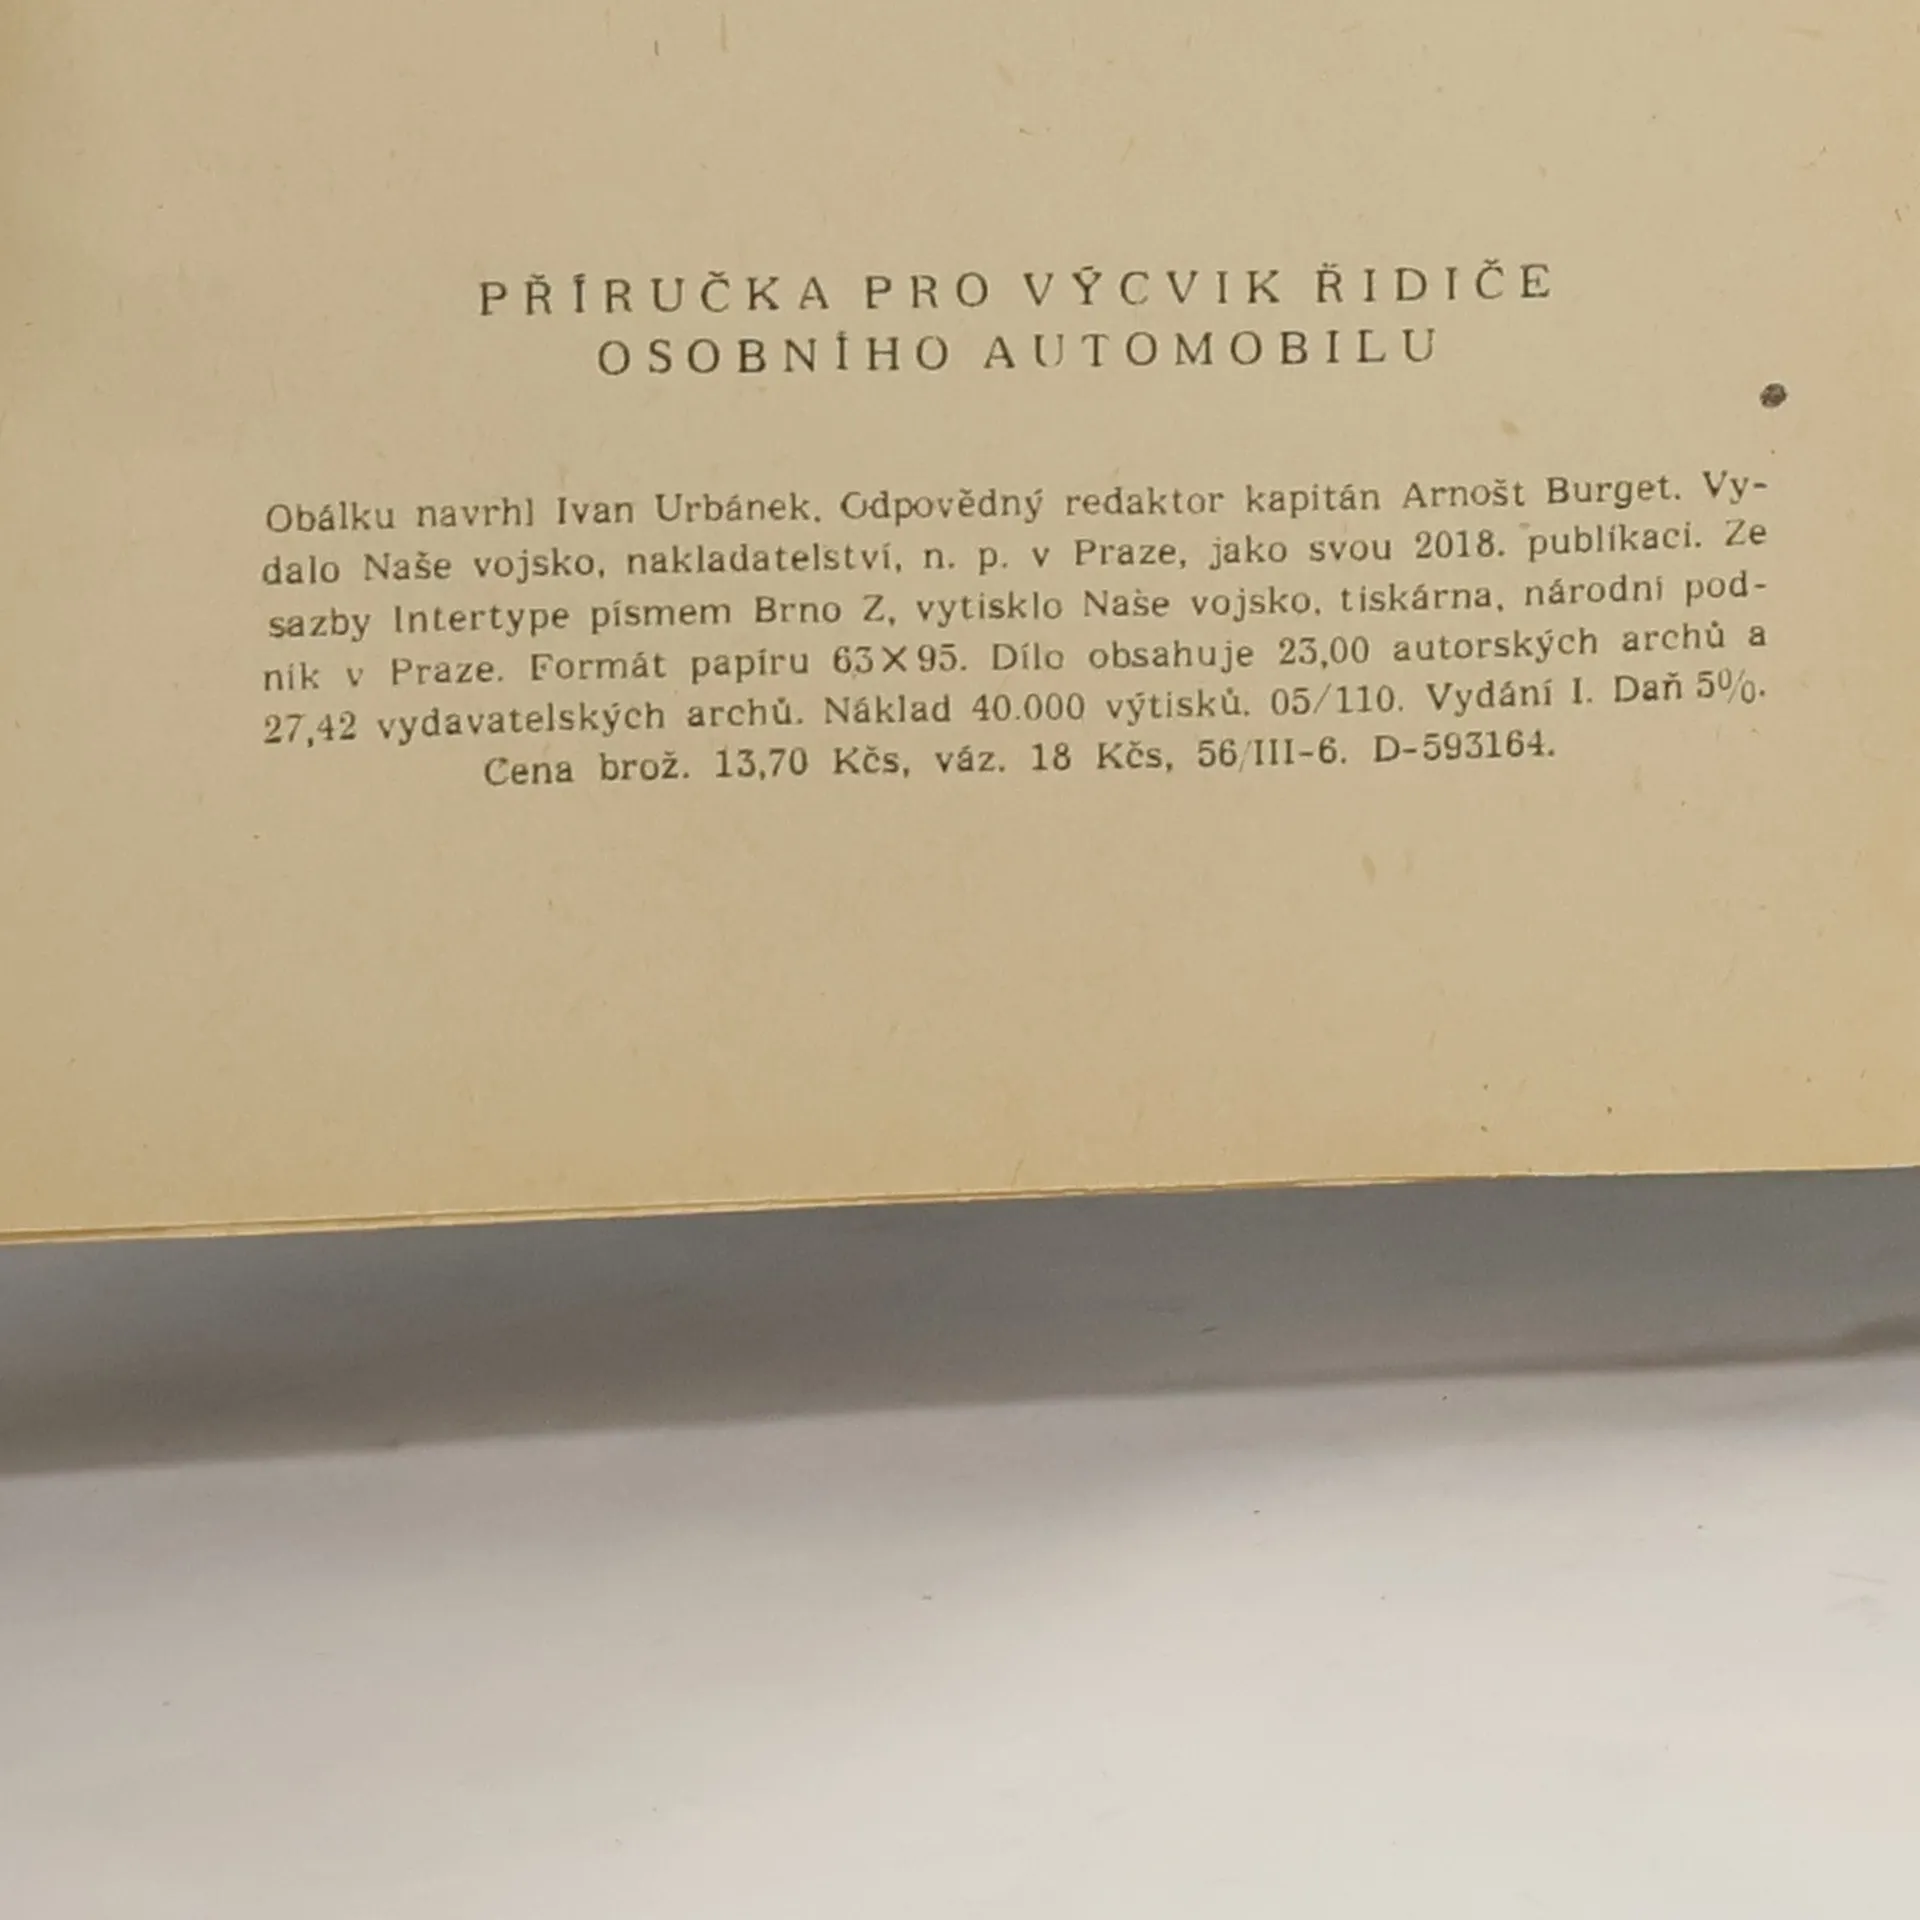 PŘÍRUČKA PRO VÝCVIK ŘIDIČE
OSOBNÍHO AUTOMOBILU
Obálku navrhl Ivan Urbánek. Odpovědný redaktor kapitán Arnošt Burget. Vy-
dalo Naše vojsko, nakladatelství, n. p. v Praze, jako svou 2018. publikaci. Ze
sazby Intertype písmem Brno Z, vytisklo Naše vojsko, tiskárna, národní pod-
nik v Praze. Formát papíru 63×95. Dílo obsahuje 23,00 autorských archů a
27,42 vydavatelských archů. Náklad 40.000 výtisků. 05/110. Vydání I. Daň 5%.
Cena brož. 13,70 Kčs, váz. 18 Kčs, 56/III-6. D-593164.